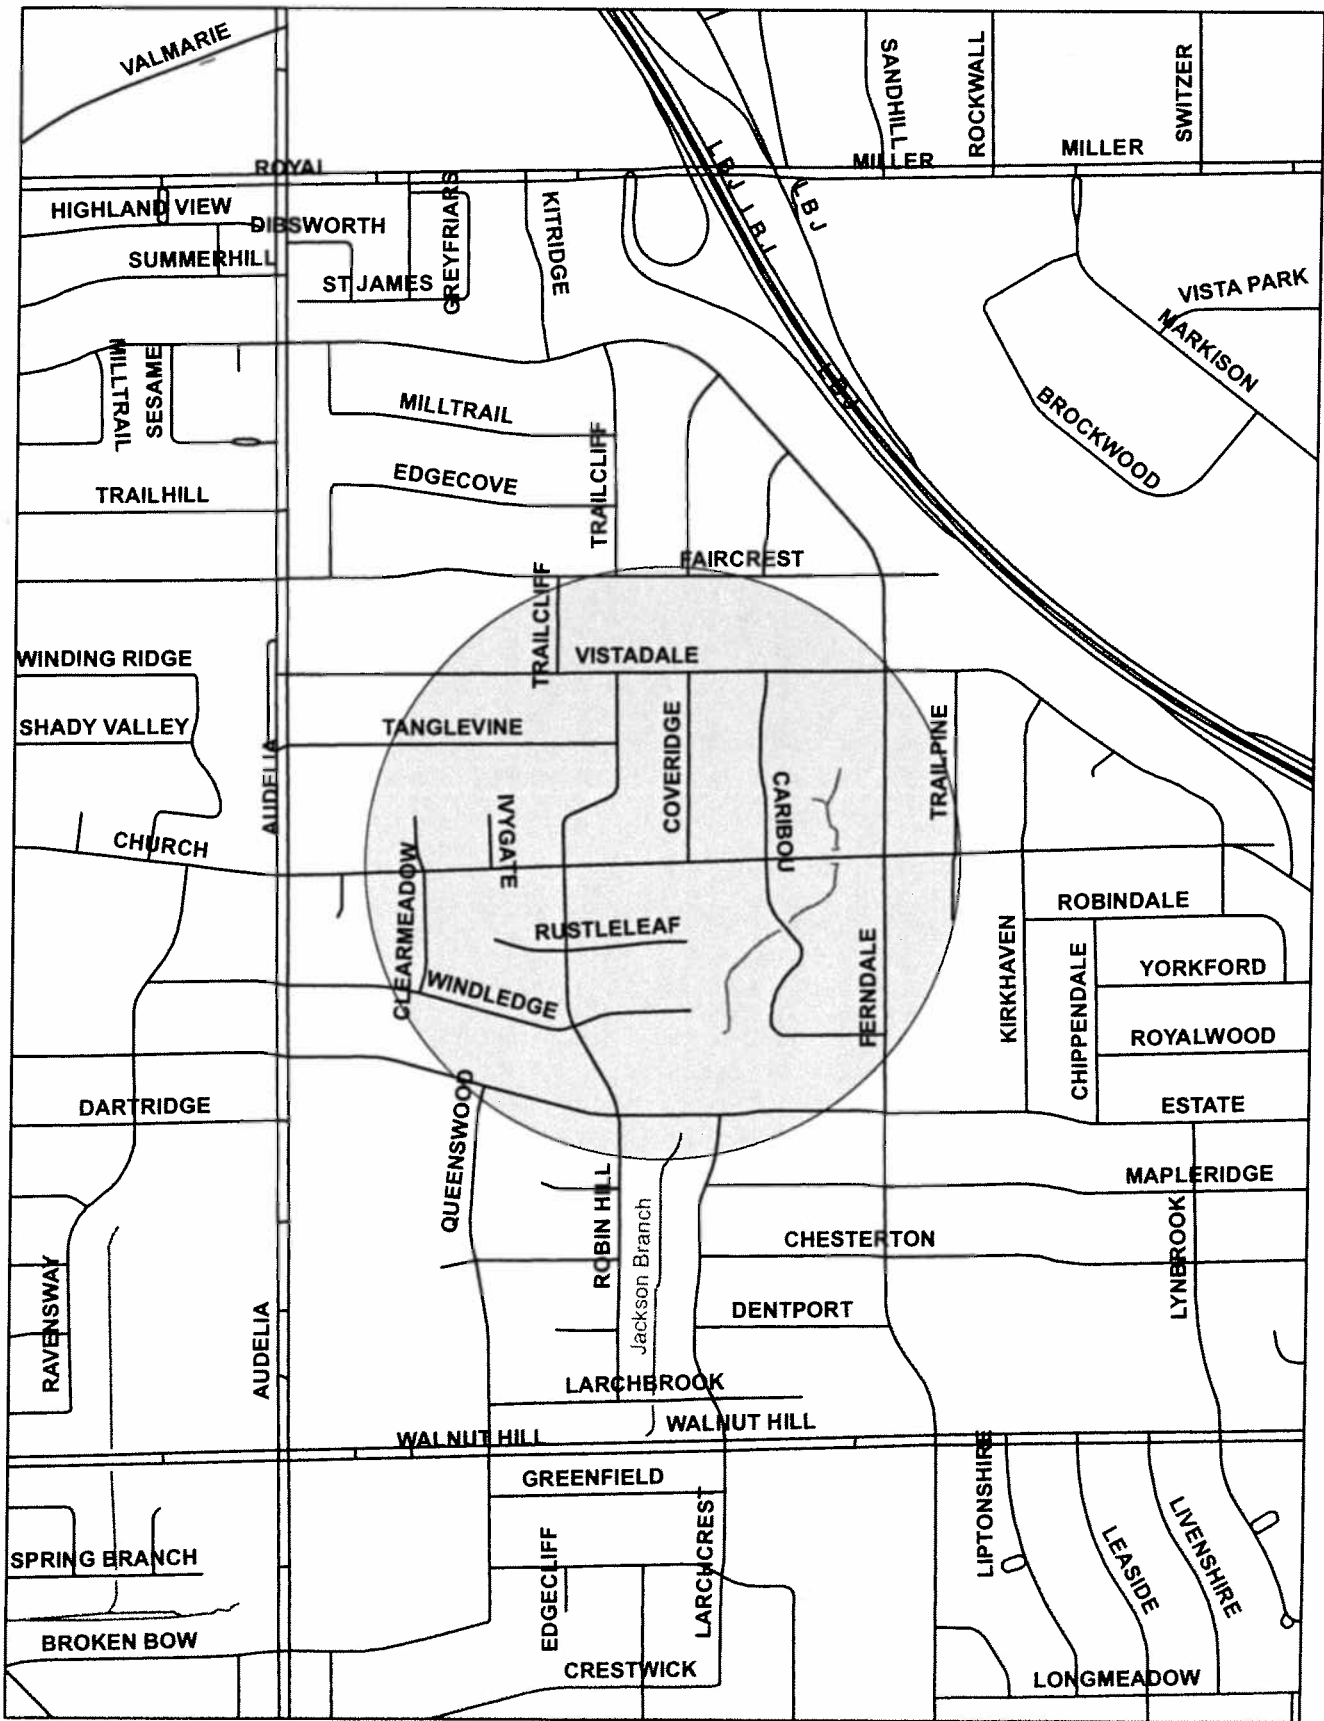 VALMARIE
SANDHILL
ROCKWALL
SWITZER
ROYAL
MILLER
MILLER
LBJ
LBJ
LBJ
HIGHLAND VIEW
DIBSWORTH
GREYFRIARS
KITRIDGE
SUMMERHILL
ST JAMES
VISTA PARK
MARKISON
MILLTRAIL
SESAME
MILLTRAIL
LBJ
BROCKWOOD
TRAILCLIFF
EDGECOVE
TRAILHILL
FAIRCREST
TRAILCLIFF
WINDING RIDGE
VISTADALE
SHADY VALLEY
TANGLEVINE
AUDELIA
COVERIDGE
CARIBOU
TRAILPINE
IVYGATE
CHURCH
CLEARMEADOW
RUSTLELEAF
FERNDALE
KIRKHAVEN
ROBINDALE
CHIPPENDALE
YORKFORD
WINDLEDGE
ROYALWOOD
DARTRIDGE
ESTATE
QUEENSWOOD
ROBIN HILL
Jackson Branch
MAPLERIDGE
LYNBROOK
CHESTERTON
RAVENSWAY
AUDELIA
DENTPORT
LARCHBROOK
WALNUT HILL
WALNUT HILL
GREENFIELD
LIPTONSHIRE
LARCHCREST
LEASIDE
LIVENSHIRE
SPRING BRANCH
EDGECLIFF
BROKEN BOW
CRESTWICK
LONGMEADOW